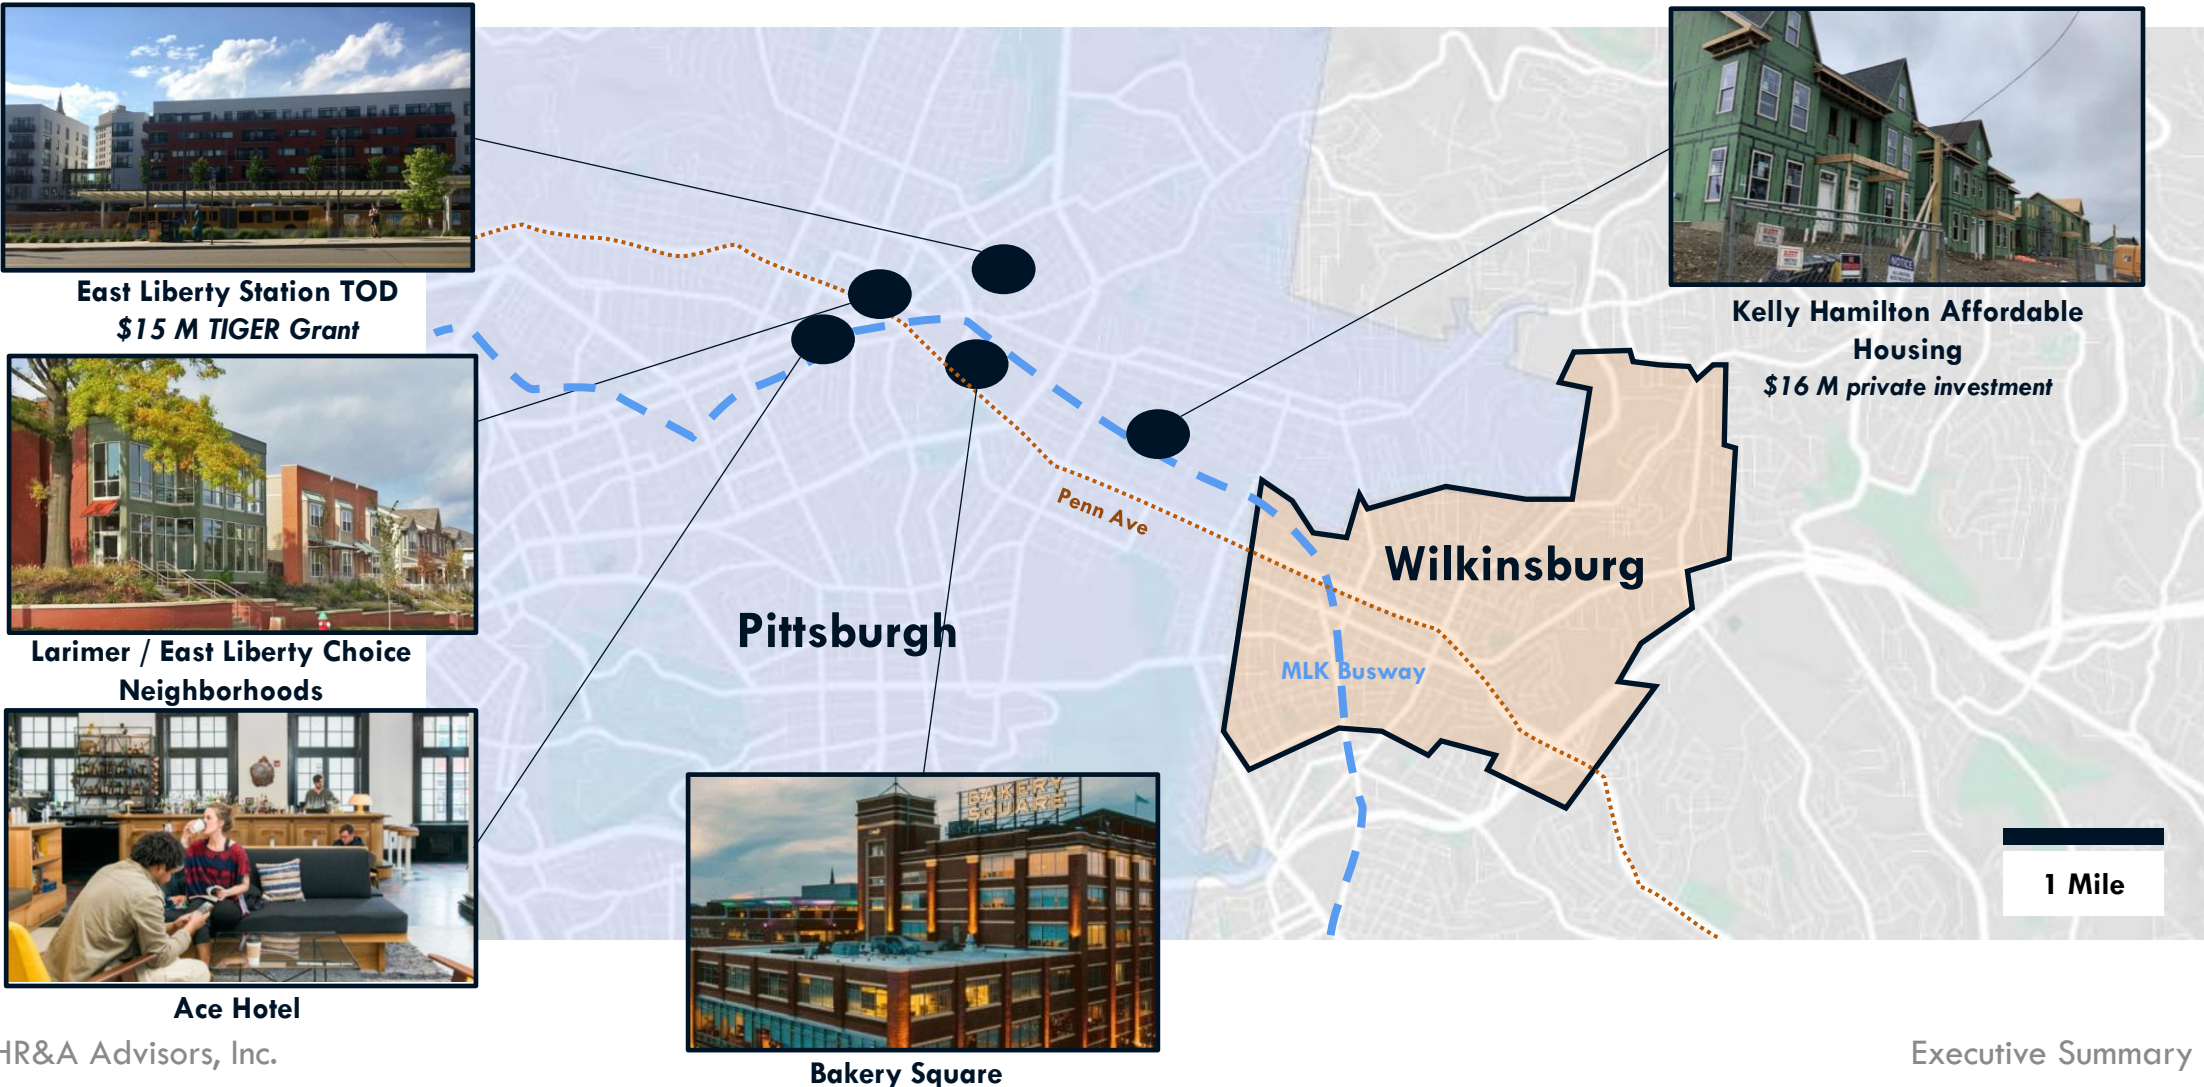 East Liberty Station TOD
$15 M TIGER Grant
Larimer / East Liberty Choice
Neighborhoods
Ace Hotel
Pittsburgh
Penn Ave
MLK Busway
Wilkinsburg
BAKERY
SQUARE
Bakery Square
NOTICE
Kelly Hamilton Affordable
Housing
$16 M private investment
1 Mile
HR&A Advisors, Inc.
Executive Summary